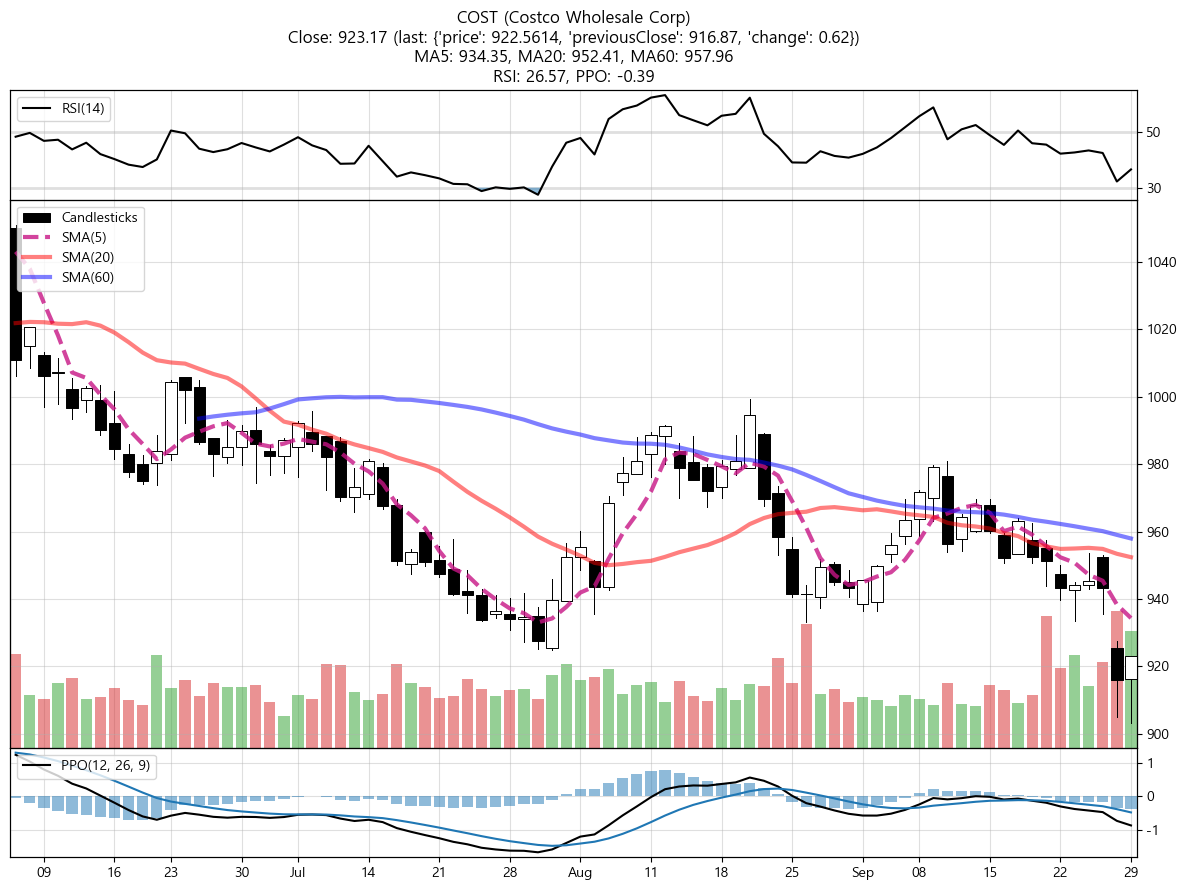 COST (Costco Wholesale Corp)
Close: 923.17 (last: {'price': 922.5614, 'previousClose': 916.87, 'change': 0.62})
MA5: 934.35, MA20: 952.41, MA60: 957.96
RSI: 26.57, PPO: -0.39
RSI(14)
50
30
Candlesticks
SMA(5)
SMA(20)
SMA(60)
1040
1020
1000
980
960
940
920
900
PPO(12, 26, 9)
1
0
-1
09 16 23 30 Jul 14 21 28 Aug 11 18 25 Sep 08 15 22 29